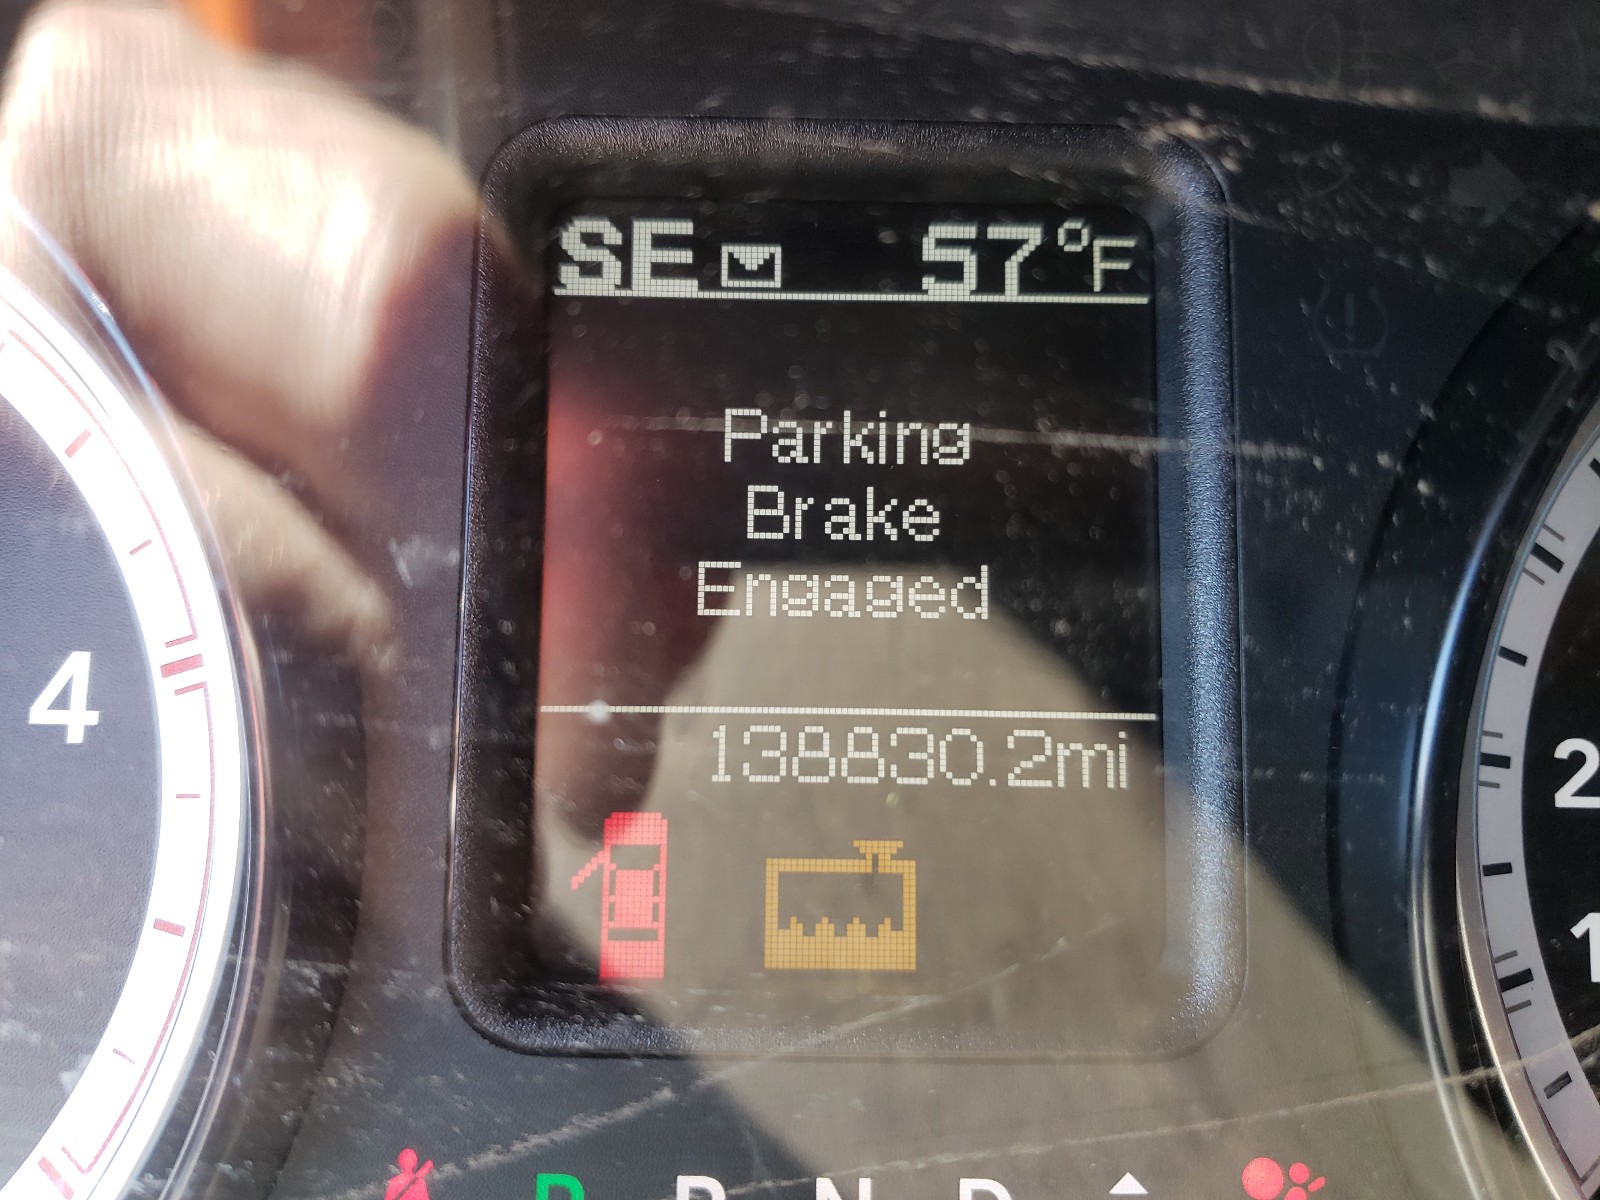 SE 57°F
Parking
Brake
Engaged
138830.2mi
4
2
1
P R N D